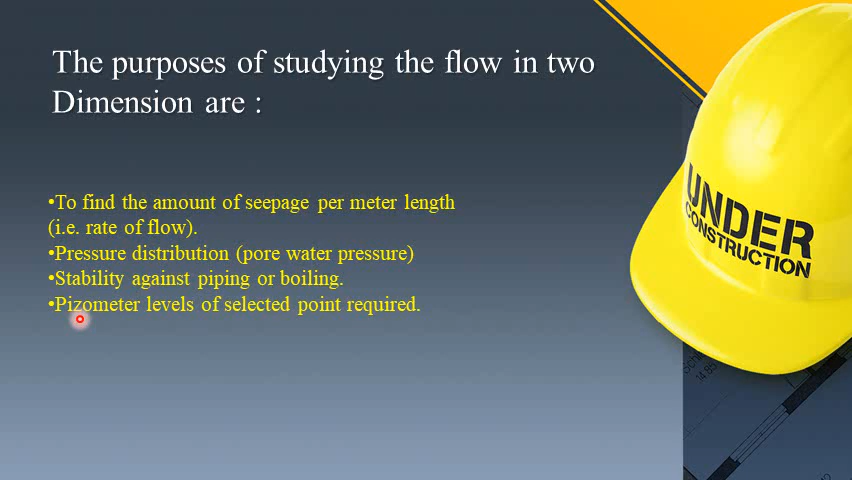 The purposes of studying the flow in two
Dimension are :
•To find the amount of seepage per meter length
(i.e. rate of flow).
•Pressure distribution (pore water pressure)
•Stability against piping or boiling.
•Pizometer levels of selected point required.
UNDER
CONSTRUCTION
14 85